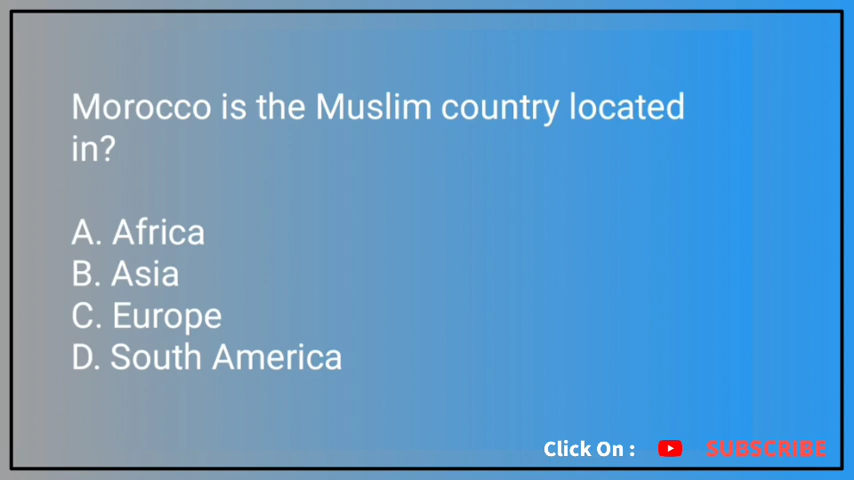 Morocco is the Muslim country located
in?
A. Africa
B. Asia
C. Europe
D. South America
Click On : SUBSCRIBE